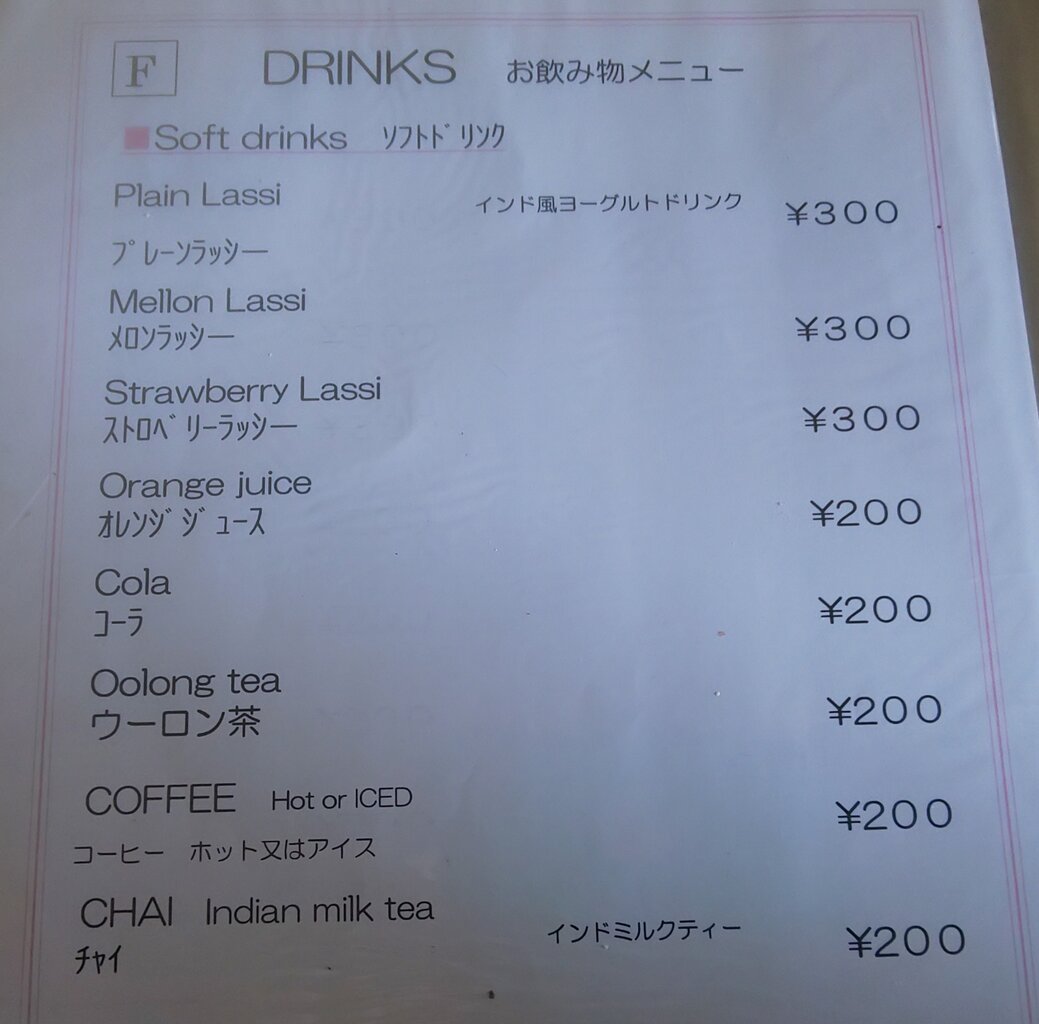 F DRINKS お飲み物メニュー
■Soft drinks ｿﾌﾄﾄﾞﾘﾝｸ
Plain Lassi インド風ヨーグルトドリンク ¥300
ﾌﾟﾚｰﾝﾗｯｼｰ
Mellon Lassi
ﾒﾛﾝﾗｯｼｰ ¥300
Strawberry Lassi
ｽﾄﾛﾍﾞﾘｰﾗｯｼｰ ¥300
Orange juice
ｵﾚﾝｼﾞｼﾞｭｰｽ ¥200
Cola
ｺｰﾗ ¥200
Oolong tea
ウーロン茶 ¥200
COFFEE Hot or ICED ¥200
コーヒー ホット又はアイス
CHAI Indian milk tea インドミルクティー ¥200
ﾁｬｲ